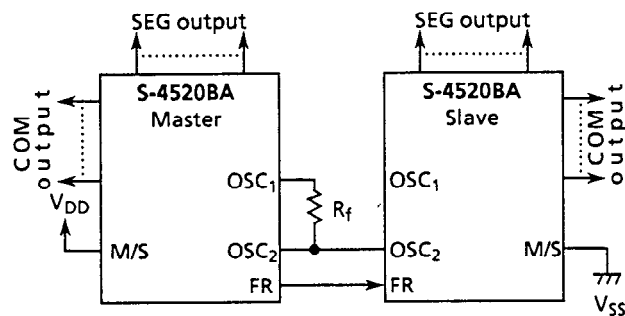 SEG output
SEG output
S-4520BA
Master
S-4520BA
Slave
COM output
COM output
OSC1
Rf
OSC1
VDD
M/S
OSC2
OSC2
M/S
FR
FR
VSS